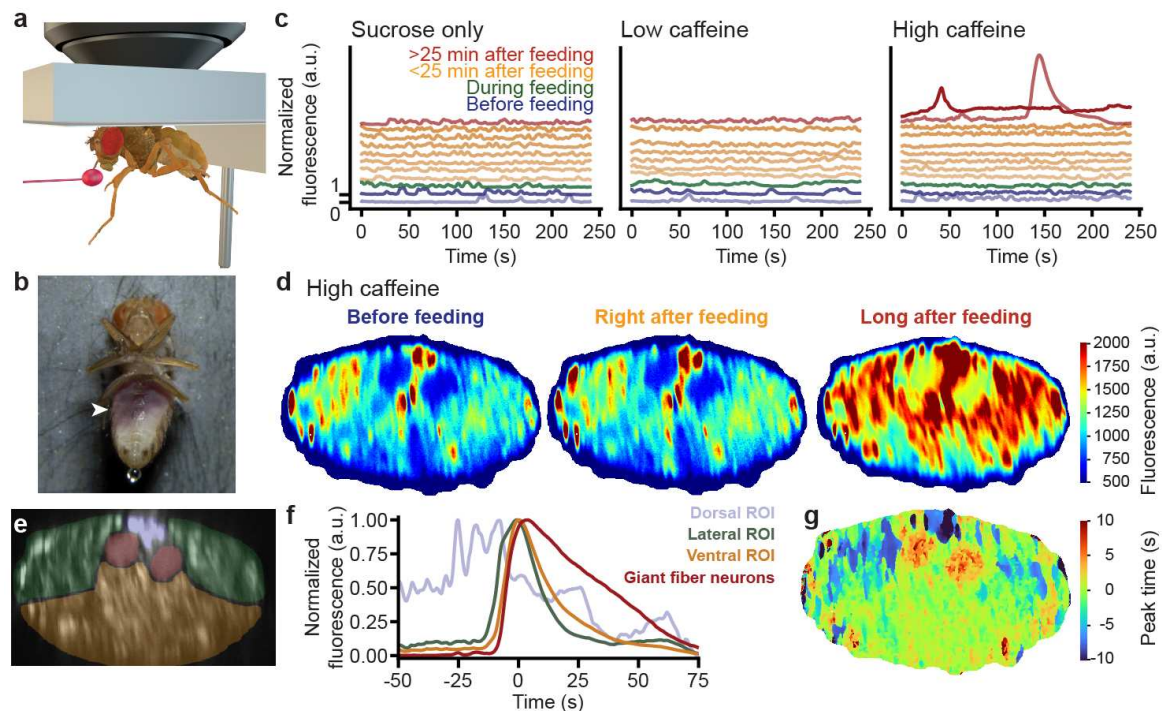 a
c
Sucrose only
Low caffeine
High caffeine
>25 min after feeding
<25 min after feeding
During feeding
Before feeding
Normalized
fluorescence (a.u.)
1
0
0 50 100 150 200 250
0 50 100 150 200 250
0 50 100 150 200 250
Time (s)
Time (s)
Time (s)
b
d
High caffeine
Before feeding
Right after feeding
Long after feeding
2000
1750
1500
1250
1000
750
500
Fluorescence (a.u.)
e
f
Normalized
fluorescence (a.u.)
1.00
0.75
0.50
0.25
0.00
Dorsal ROI
Lateral ROI
Ventral ROI
Giant fiber neurons
-50 -25 0 25 50 75
Time (s)
g
10
5
0
-5
-10
Peak time (s)